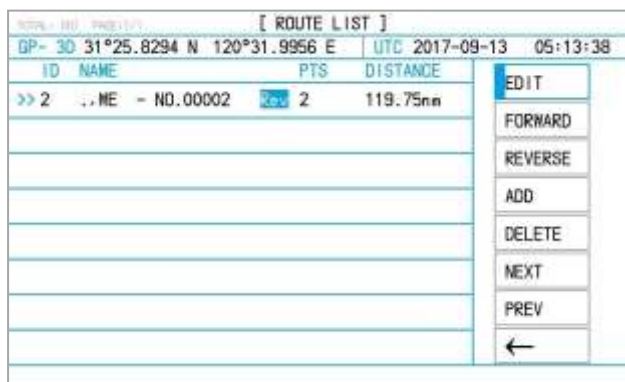 [ ROUTE LIST ]
GP- 3D 31°25.8294 N 120°31.9956 E UTC 2017-09-13 05:13:38
ID NAME PTS DISTANCE
>> 2 ..ME - NO.00002 Rev 2 119.75nm
EDIT
FORWARD
REVERSE
ADD
DELETE
NEXT
PREV
←